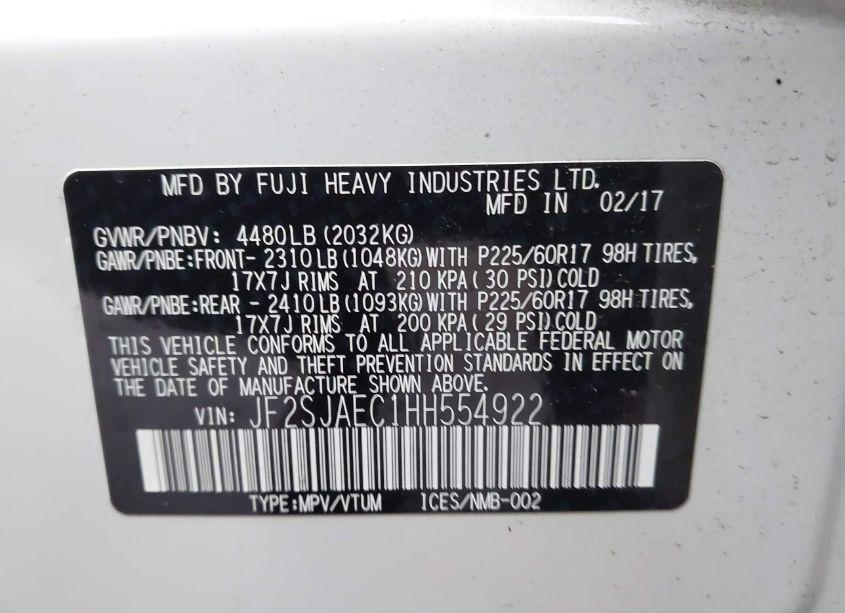 MFD BY FUJI HEAVY INDUSTRIES LTD.
MFD IN 02/17
GVWR/PNBV: 4480LB (2032KG)
GAWR/PNBE:FRONT- 2310LB (1048KG) WITH P225/60R17 98H TIRES,
17X7J RIMS AT 210 KPA ( 30 PSI) COLD
GAWR/PNBE:REAR - 2410LB (1093KG) WITH P225/60R17 98H TIRES,
17X7J RIMS AT 200 KPA ( 29 PSI) COLD
THIS VEHICLE CONFORMS TO ALL APPLICABLE FEDERAL MOTOR
VEHICLE SAFETY AND THEFT PREVENTION STANDARDS IN EFFECT ON
THE DATE OF MANUFACTURE SHOWN ABOVE.
VIN: JF2SJAEC1HH554922
TYPE:MPV/VTUM ICES/NMB-002